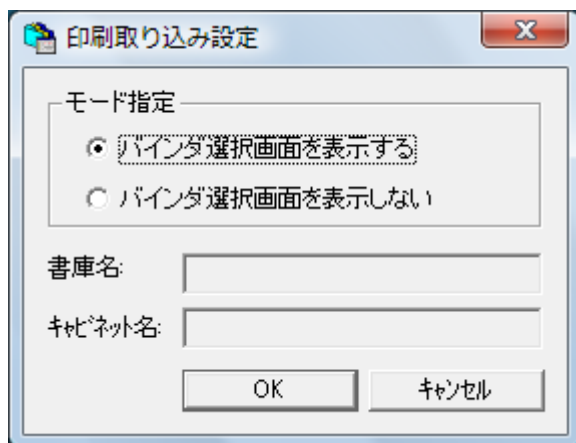 印刷取り込み設定
モード指定
バインダ選択画面を表示する
バインダ選択画面を表示しない
書庫名:
ｷｬﾋﾞﾈｯﾄ名:
OK
ｷｬﾝｾﾙ